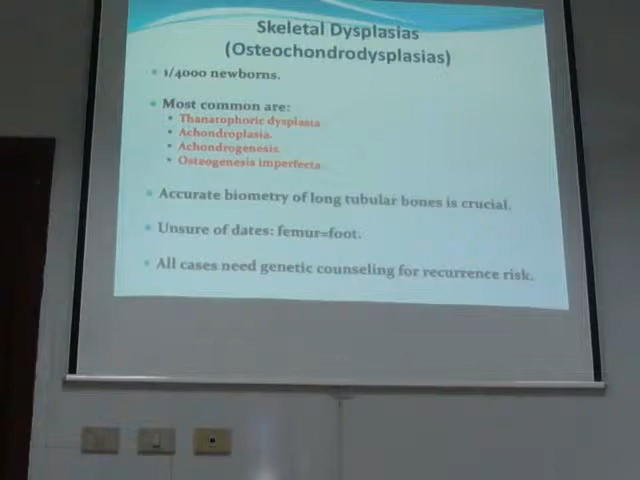 Skeletal Dysplasias
(Osteochondrodysplasias)
• 1/4000 newborns.
• Most common are:
• Thanatophoric dysplasia
• Achondroplasia.
• Achondrogenesis.
• Osteogenesis imperfecta.
• Accurate biometry of long tubular bones is crucial.
• Unsure of dates: femur=foot.
• All cases need genetic counseling for recurrence risk.